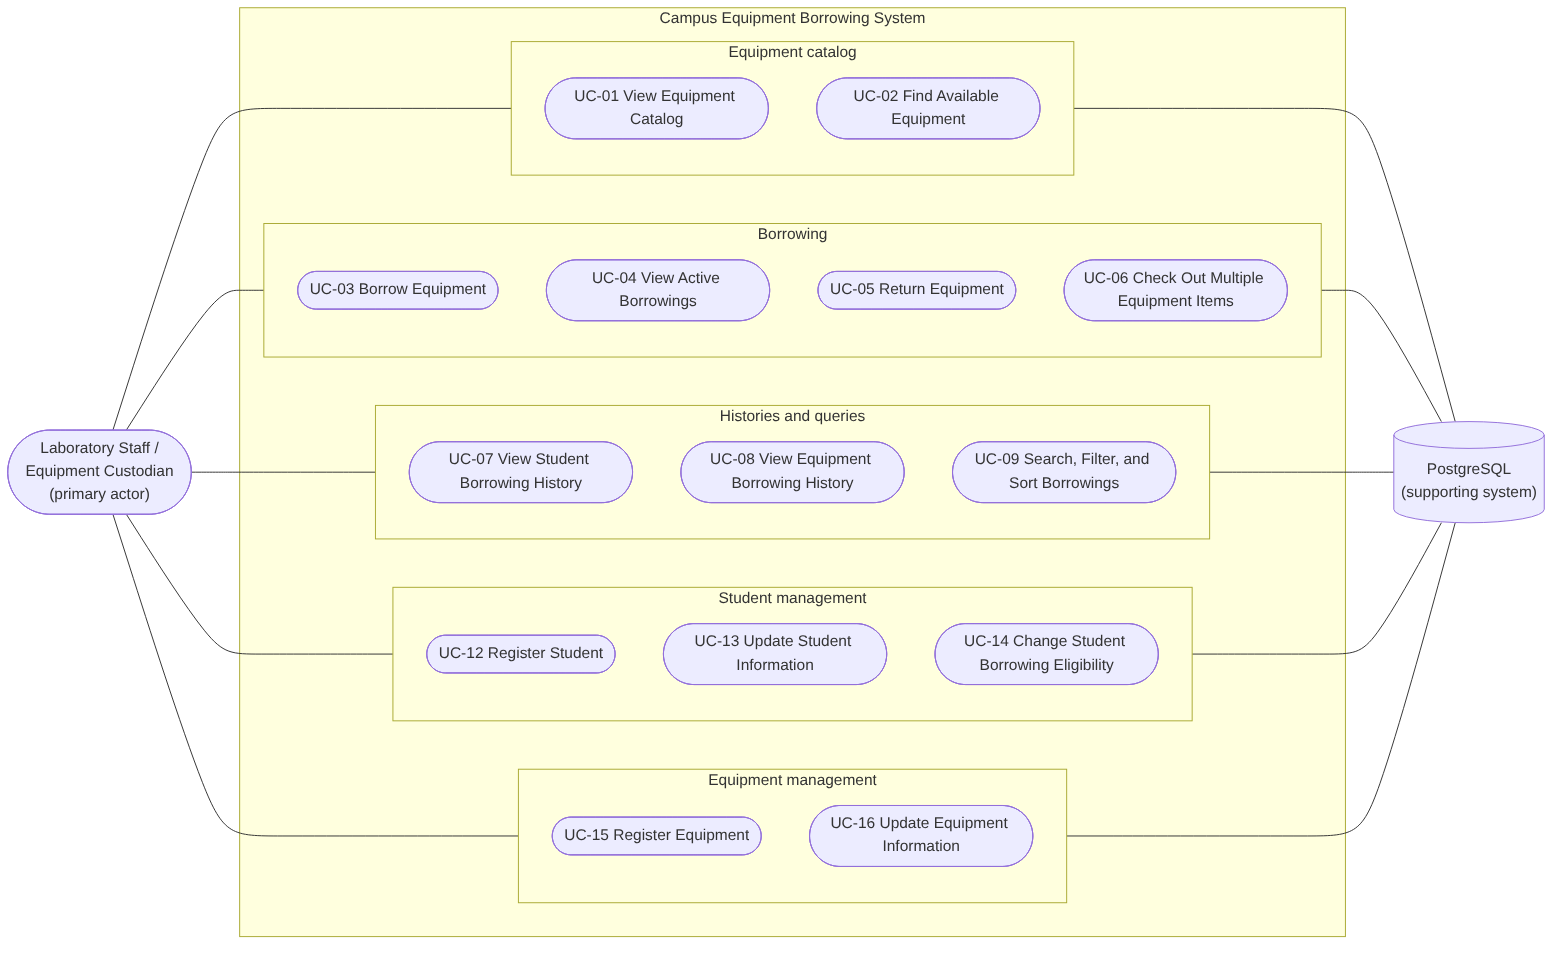 Campus Equipment Borrowing System
Equipment catalog
UC-01 View Equipment
Catalog
UC-02 Find Available
Equipment
Borrowing
UC-03 Borrow Equipment
UC-04 View Active
Borrowings
UC-05 Return Equipment
UC-06 Check Out Multiple
Equipment Items
Laboratory Staff /
Equipment Custodian
(primary actor)
Histories and queries
UC-07 View Student
Borrowing History
UC-08 View Equipment
Borrowing History
UC-09 Search, Filter, and
Sort Borrowings
PostgreSQL
(supporting system)
Student management
UC-12 Register Student
UC-13 Update Student
Information
UC-14 Change Student
Borrowing Eligibility
Equipment management
UC-15 Register Equipment
UC-16 Update Equipment
Information